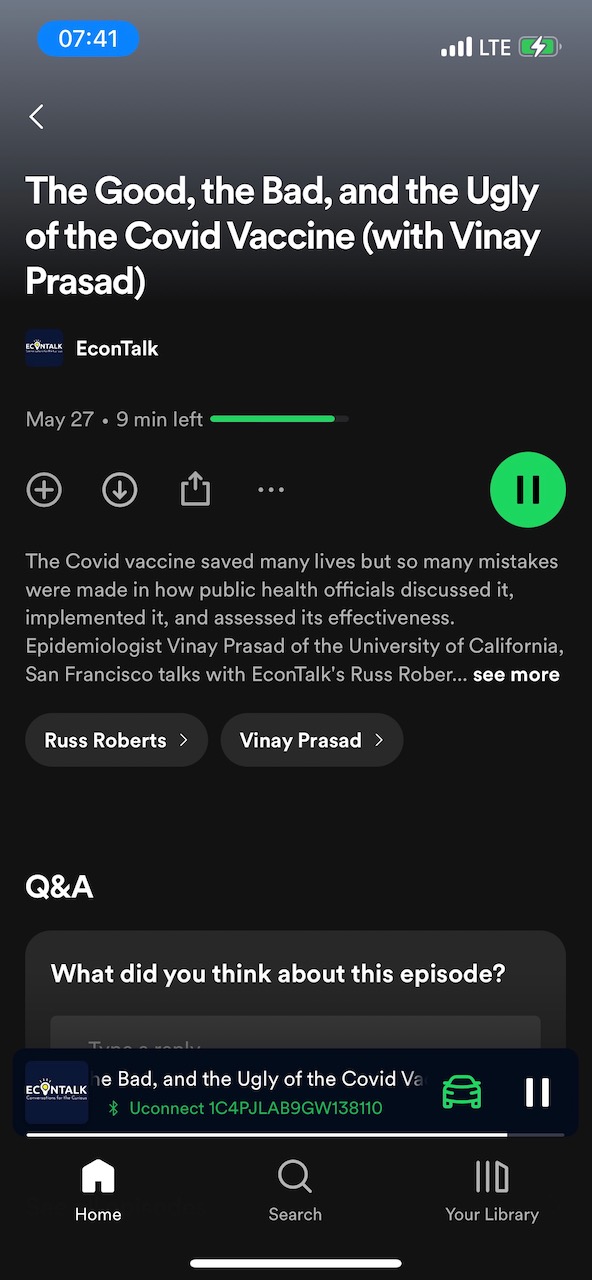 07:41
LTE
The Good, the Bad, and the Ugly
of the Covid Vaccine (with Vinay
Prasad)
ECONTALK
EconTalk
May 27 • 9 min left
The Covid vaccine saved many lives but so many mistakes
were made in how public health officials discussed it,
implemented it, and assessed its effectiveness.
Epidemiologist Vinay Prasad of the University of California,
San Francisco talks with EconTalk's Russ Rober... see more
Russ Roberts
Vinay Prasad
Q&A
What did you think about this episode?
Type a reply
ECONTALK
Conversations for the Curious
he Bad, and the Ugly of the Covid Va
Uconnect 1C4PJLAB9GW138110
Home
Search
Your Library